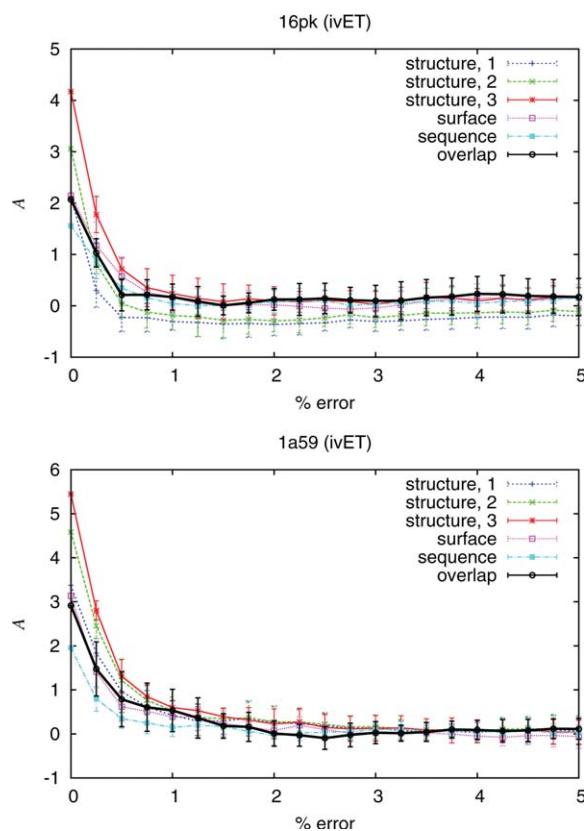 16pk (ivET)
5
4
3
2
1
0
-1
A
structure, 1
structure, 2
structure, 3
surface
sequence
overlap
0 1 2 3 4 5
% error
1a59 (ivET)
6
5
4
3
2
1
0
-1
A
structure, 1
structure, 2
structure, 3
surface
sequence
overlap
0 1 2 3 4 5
% error